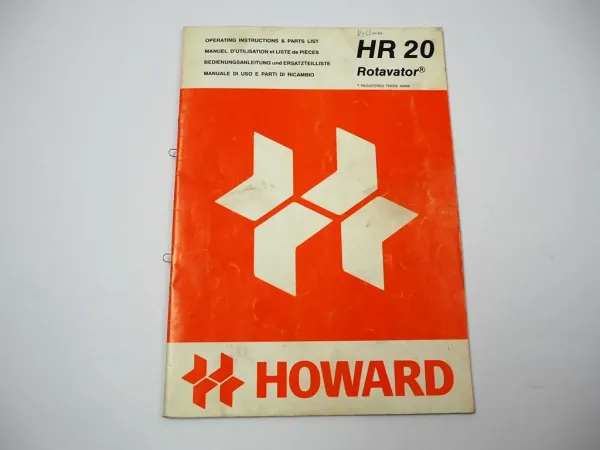 OPERATING INSTRUCTIONS & PARTS LIST
MANUEL D'UTILISATION et LISTE de PIÈCES
BEDIENUNGSANLEITUNG und ERSATZTEILLISTE
MANUALE DI USO E PARTI DI RICAMBIO
HR 20
Rotavator®
REGISTERED TRADE MARK
HOWARD